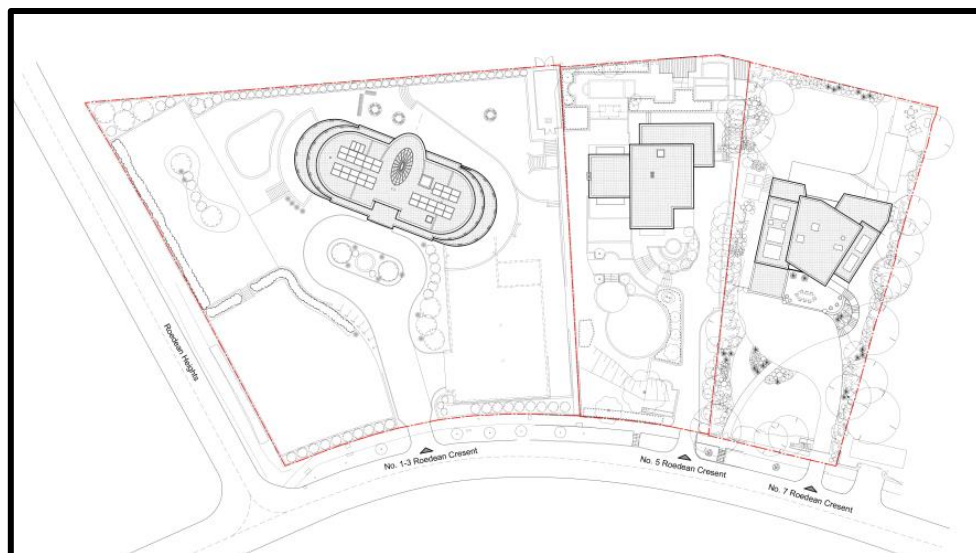 Roedean Heights
No. 1-3 Roedean Cresent
No. 5 Roedean Cresent
No. 7 Roedean Cresent